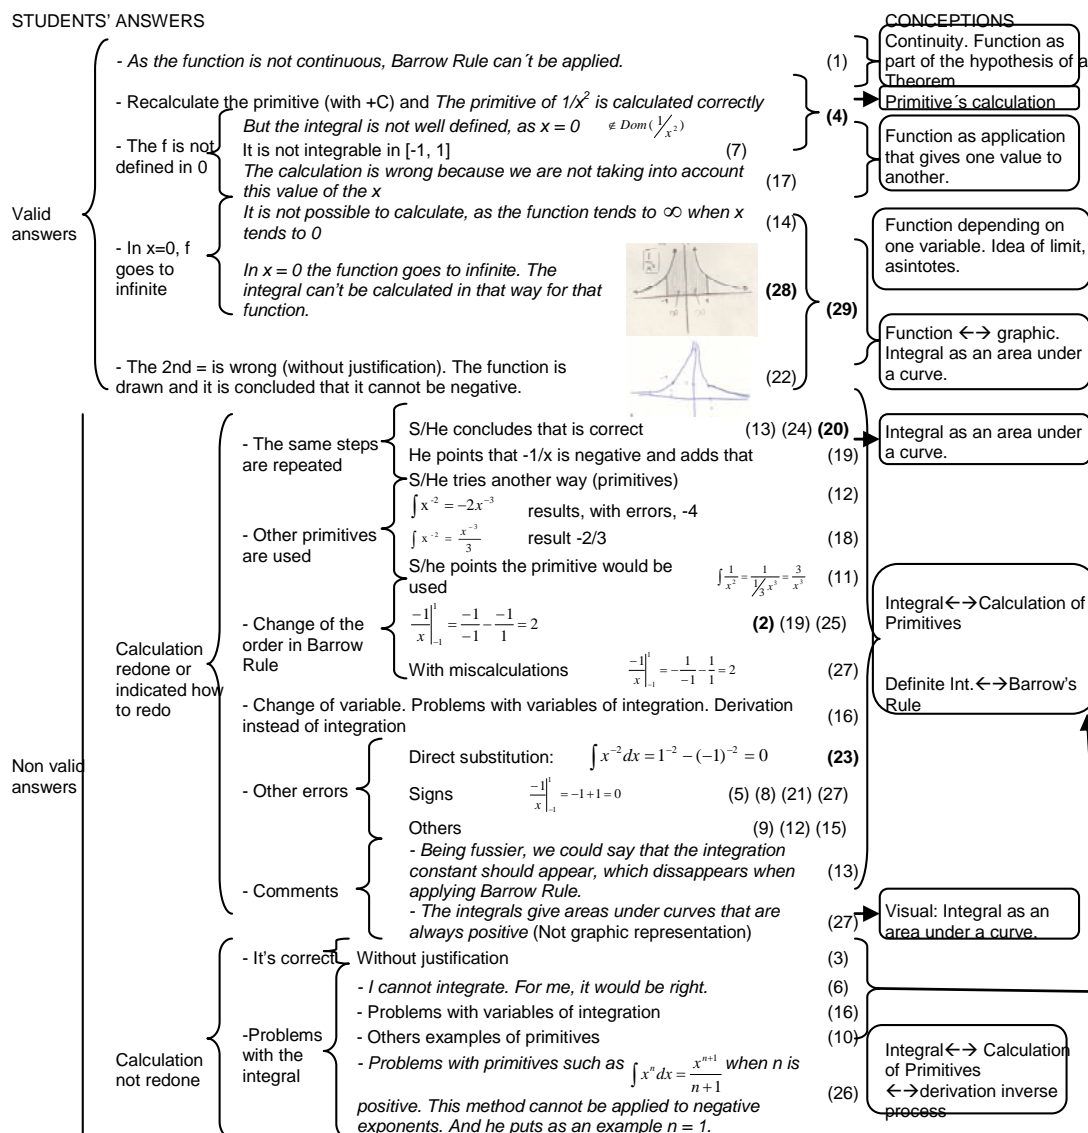 STUDENTS' ANSWERS
CONCEPTIONS
Valid
answers
- As the function is not continuous, Barrow Rule can´t be applied.
(1)
Continuity. Function as
part of the hypothesis of a
Theorem
- Recalculate the primitive (with +C) and The primitive of 1/x² is calculated correctly
(4)
Primitive´s calculation
- The f is not
defined in 0
But the integral is not well defined, as x = 0 ∉ Dom(1/x²)
It is not integrable in [-1, 1]
(7)
The calculation is wrong because we are not taking into account
this value of the x
(17)
Function as application
that gives one value to
another.
- In x=0, f
goes to
infinite
It is not possible to calculate, as the function tends to ∞ when x
tends to 0
(14)
In x = 0 the function goes to infinite. The
integral can't be calculated in that way for that
function.
(28)
(29)
Function depending on
one variable. Idea of limit,
asintotes.
Function ←→ graphic.
Integral as an area under
a curve.
- The 2nd = is wrong (without justification). The function is
drawn and it is concluded that it cannot be negative.
(22)
Non valid
answers
Calculation
redone or
indicated how
to redo
- The same steps
are repeated
S/He concludes that is correct
(13) (24) (20)
Integral as an area under
a curve.
He points that -1/x is negative and adds that
(19)
S/He tries another way (primitives)
(12)
- Other primitives
are used
∫x⁻² = −2x⁻³ results, with errors, -4
∫x⁻² = x⁻³/3 result -2/3
(18)
S/he points the primitive would be
used
∫1/x² = 1/(1/3 x³) = 3/x³
(11)
- Change of the
order in Barrow
Rule
−1/x |₋₁¹ = −1/−1 − −1/1 = 2
(2) (19) (25)
With miscalculations
−1/x |₋₁¹ = −1/−1 − 1/1 = 2
(27)
Integral←→Calculation of
Primitives
Definite Int.←→Barrow's
Rule
- Change of variable. Problems with variables of integration. Derivation
instead of integration
(16)
- Other errors
Direct substitution: ∫x⁻²dx = 1⁻² − (−1)⁻² = 0
(23)
Signs
−1/x |₋₁¹ = −1+1 = 0
(5) (8) (21) (27)
Others
(9) (12) (15)
- Comments
- Being fussier, we could say that the integration
constant should appear, which dissappears when
applying Barrow Rule.
(13)
- The integrals give areas under curves that are
always positive (Not graphic representation)
(27)
Visual: Integral as an
area under a curve.
Calculation
not redone
- It's correct
Without justification
(3)
-Problems
with the
integral
- I cannot integrate. For me, it would be right.
(6)
- Problems with variables of integration
(16)
- Others examples of primitives
(10)
- Problems with primitives such as ∫xⁿdx = xⁿ⁺¹/n+1 when n is
positive. This method cannot be applied to negative
exponents. And he puts as an example n = 1.
(26)
Integral←→ Calculation
of Primitives
←→derivation inverse
process